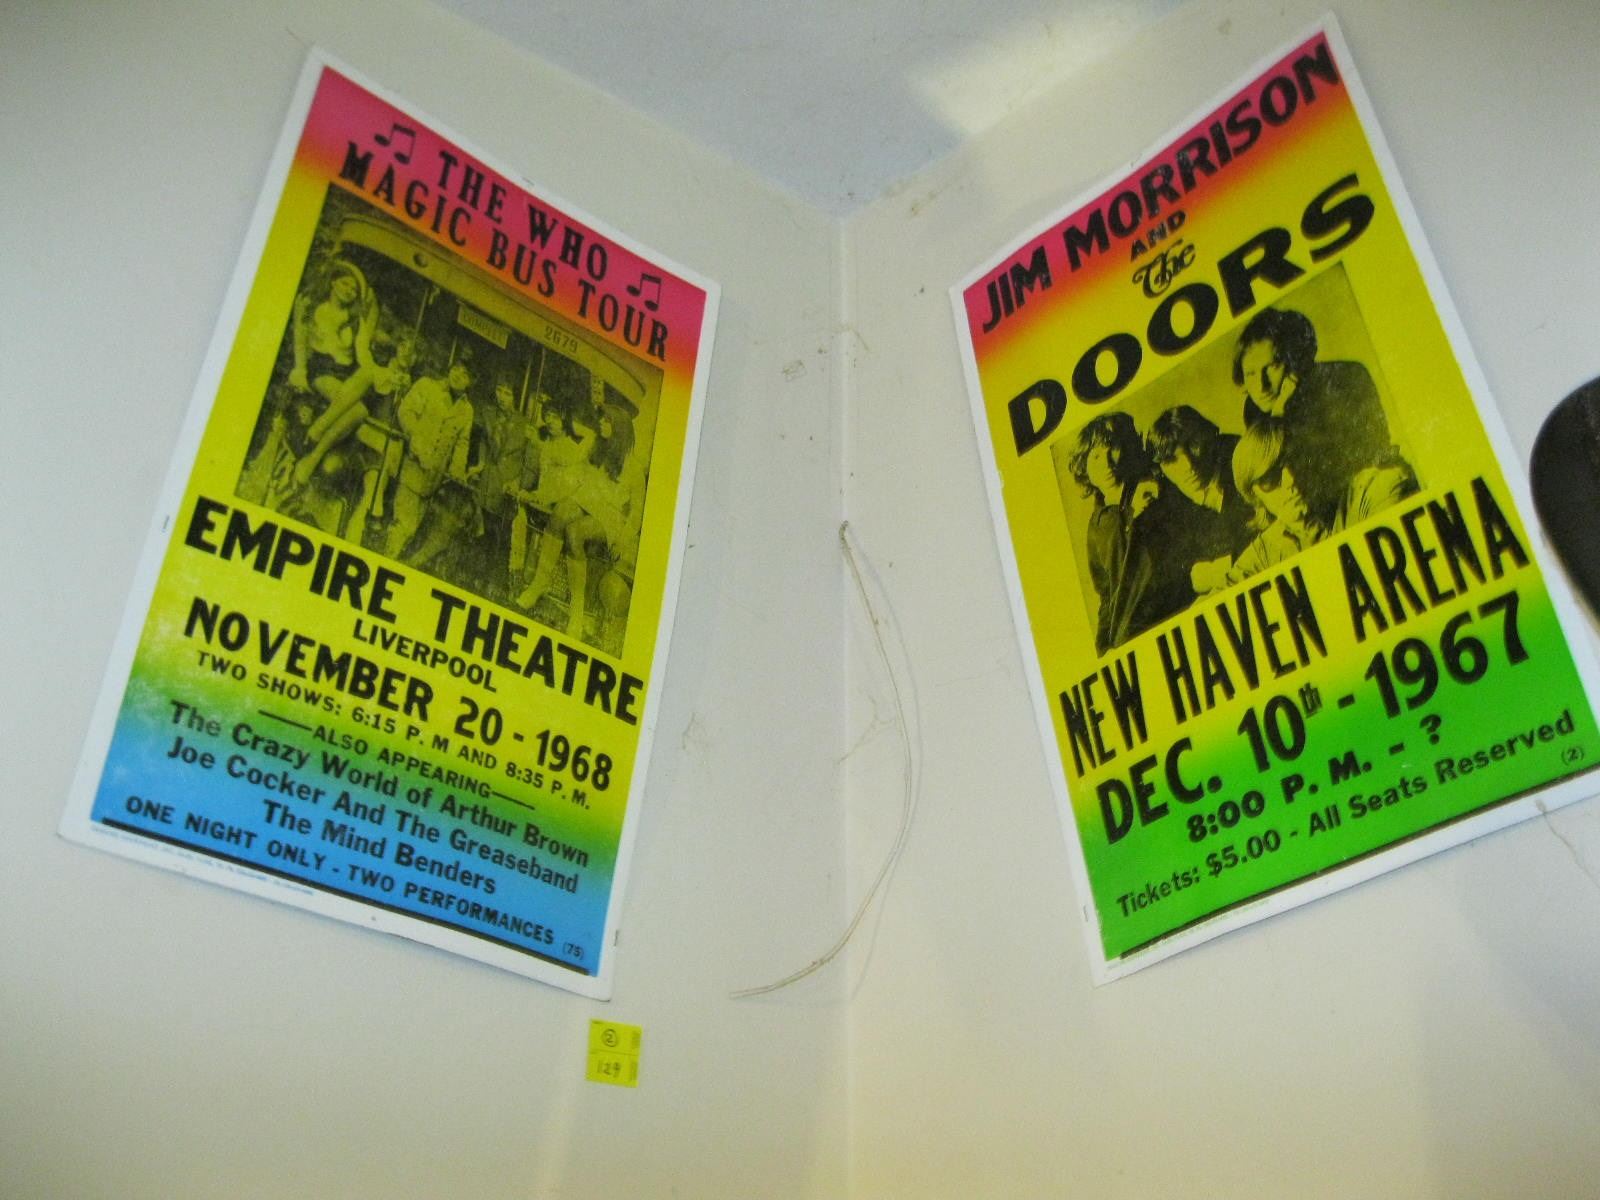 THE WHO
MAGIC BUS TOUR
2679
EMPIRE THEATRE
LIVERPOOL
NOVEMBER 20 - 1968
TWO SHOWS: 6:15 P.M AND 8:35 P.M.
ALSO APPEARING
The Crazy World of Arthur Brown
Joe Cocker And The Greaseband
The Mind Benders
ONE NIGHT ONLY - TWO PERFORMANCES
(75)
2
129
JIM MORRISON
AND
The
DOORS
NEW HAVEN ARENA
DEC. 10th - 1967
8:00 P. M. - ?
Tickets: $5.00 - All Seats Reserved
(2)